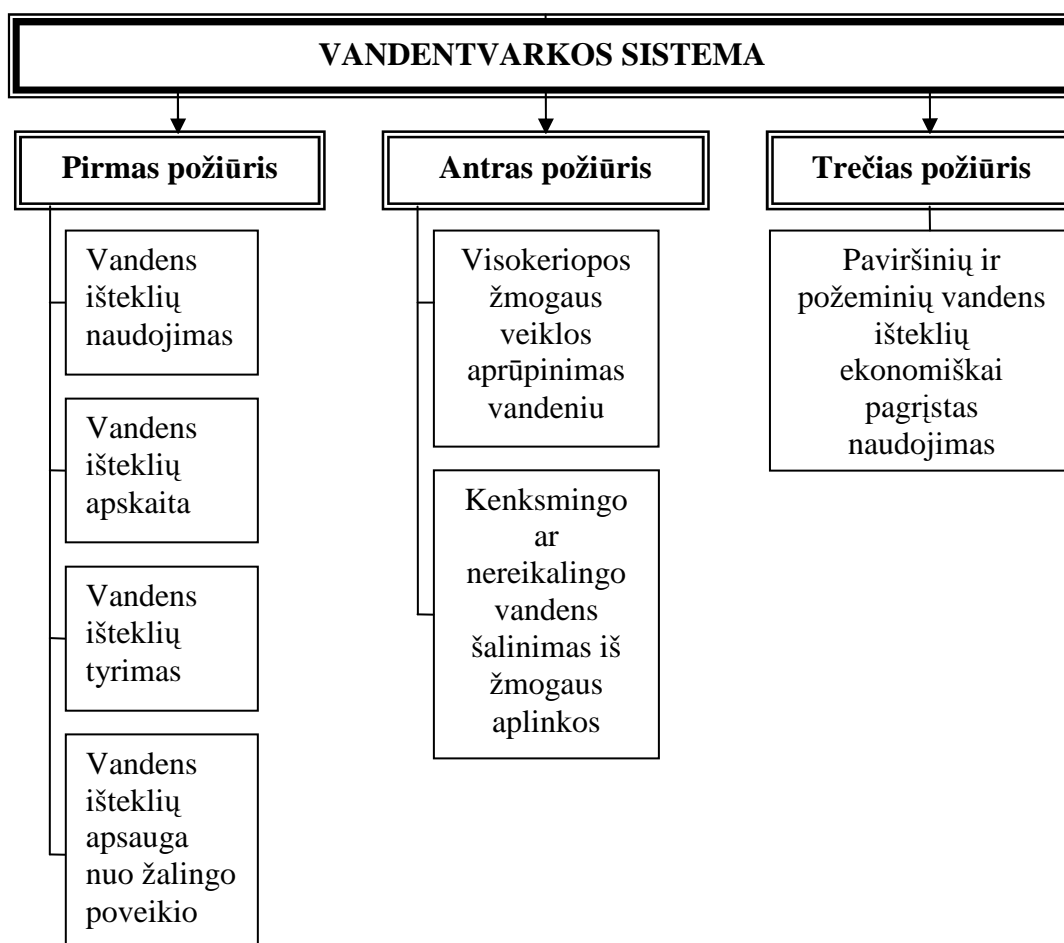 VANDENTVARKOS SISTEMA
Pirmas požiūris
Vandens
išteklių
naudojimas
Vandens
išteklių
apskaita
Vandens
išteklių
tyrimas
Vandens
išteklių
apsauga
nuo žalingo
poveikio
Antras požiūris
Visokeriopos
žmogaus
veiklos
aprūpinimas
vandeniu
Kenksmingo
ar
nereikalingo
vandens
šalinimas iš
žmogaus
aplinkos
Trečias požiūris
Paviršinių ir
požeminių vandens
išteklių
ekonomiškai
pagrįstas
naudojimas